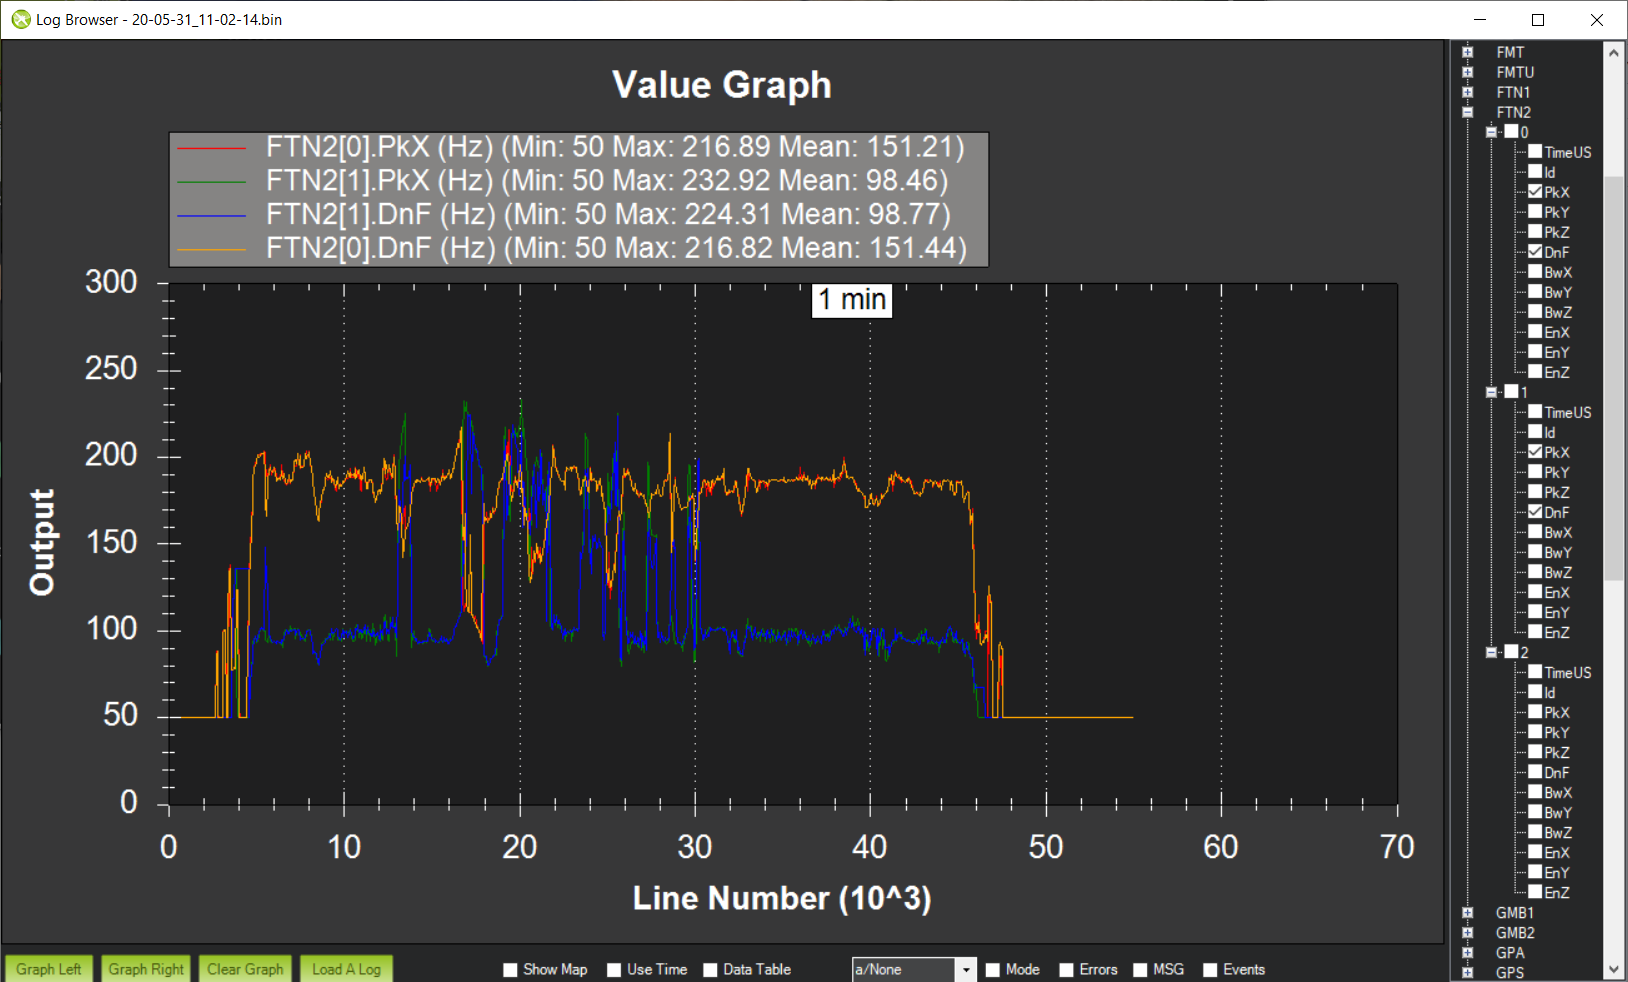 Log Browser - 20-05-31_11-02-14.bin
Value Graph
FTN2[0].PkX (Hz) (Min: 50 Max: 216.89 Mean: 151.21)
FTN2[1].PkX (Hz) (Min: 50 Max: 232.92 Mean: 98.46)
FTN2[1].DnF (Hz) (Min: 50 Max: 224.31 Mean: 98.77)
FTN2[0].DnF (Hz) (Min: 50 Max: 216.82 Mean: 151.44)
1 min
Output
300
250
200
150
100
50
0
0 10 20 30 40 50 60 70
Line Number (10^3)
FMT
FMTU
FTN1
FTN2
0
TimeUS
Id
PkX
PkY
PkZ
DnF
BwX
BwY
BwZ
EnX
EnY
EnZ
1
TimeUS
Id
PkX
PkY
PkZ
DnF
BwX
BwY
BwZ
EnX
EnY
EnZ
2
TimeUS
Id
PkX
PkY
PkZ
DnF
BwX
BwY
BwZ
EnX
EnY
EnZ
GMB1
GMB2
GPA
GPS
Graph Left Graph Right Clear Graph Load A Log Show Map Use Time Data Table a/None Mode Errors MSG Events